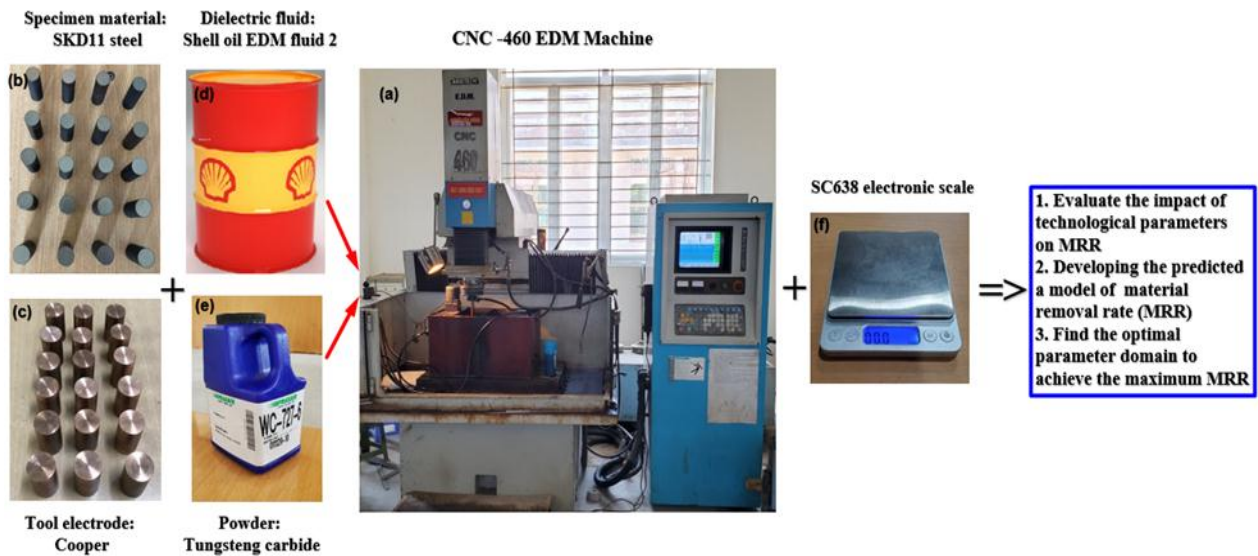 Specimen material:
SKD11 steel
Dielectric fluid:
Shell oil EDM fluid 2
CNC -460 EDM Machine
(b)
(d)
(a)
E.D.M.
CNC
460
SC638 electronic scale
(f)
(c)
(e)
WC-727-6
+
+
=>
1. Evaluate the impact of
technological parameters
on MRR
2. Developing the predicted
a model of material
removal rate (MRR)
3. Find the optimal
parameter domain to
achieve the maximum MRR
Tool electrode:
Cooper
Powder:
Tungsteng carbide